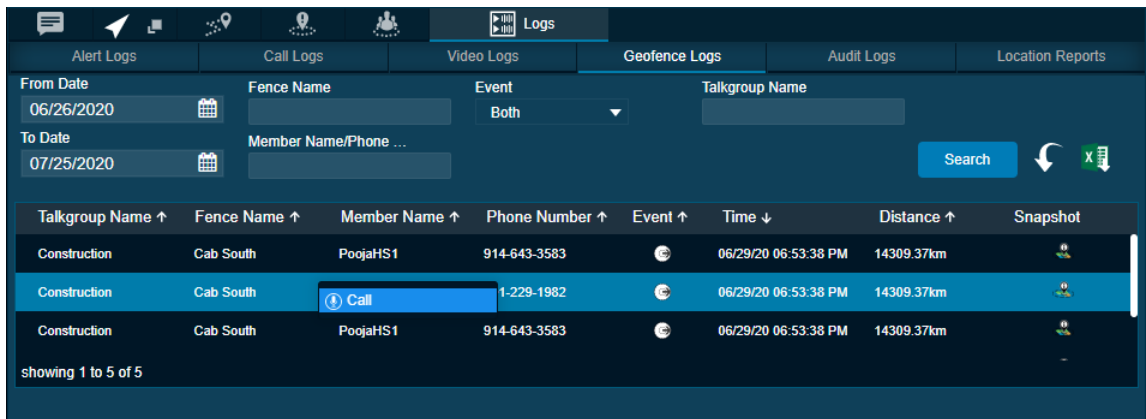 Logs
Alert Logs Call Logs Video Logs Geofence Logs Audit Logs Location Reports
From Date Fence Name Event Talkgroup Name
06/26/2020 Both
To Date Member Name/Phone ...
07/25/2020 Search
Talkgroup Name ↑ Fence Name ↑ Member Name ↑ Phone Number ↑ Event ↑ Time ↓ Distance ↑ Snapshot
Construction Cab South PoojaHS1 914-643-3583 06/29/20 06:53:38 PM 14309.37km
Construction Cab South 1-229-1982 06/29/20 06:53:38 PM 14309.37km
Call
Construction Cab South PoojaHS1 914-643-3583 06/29/20 06:53:38 PM 14309.37km
showing 1 to 5 of 5